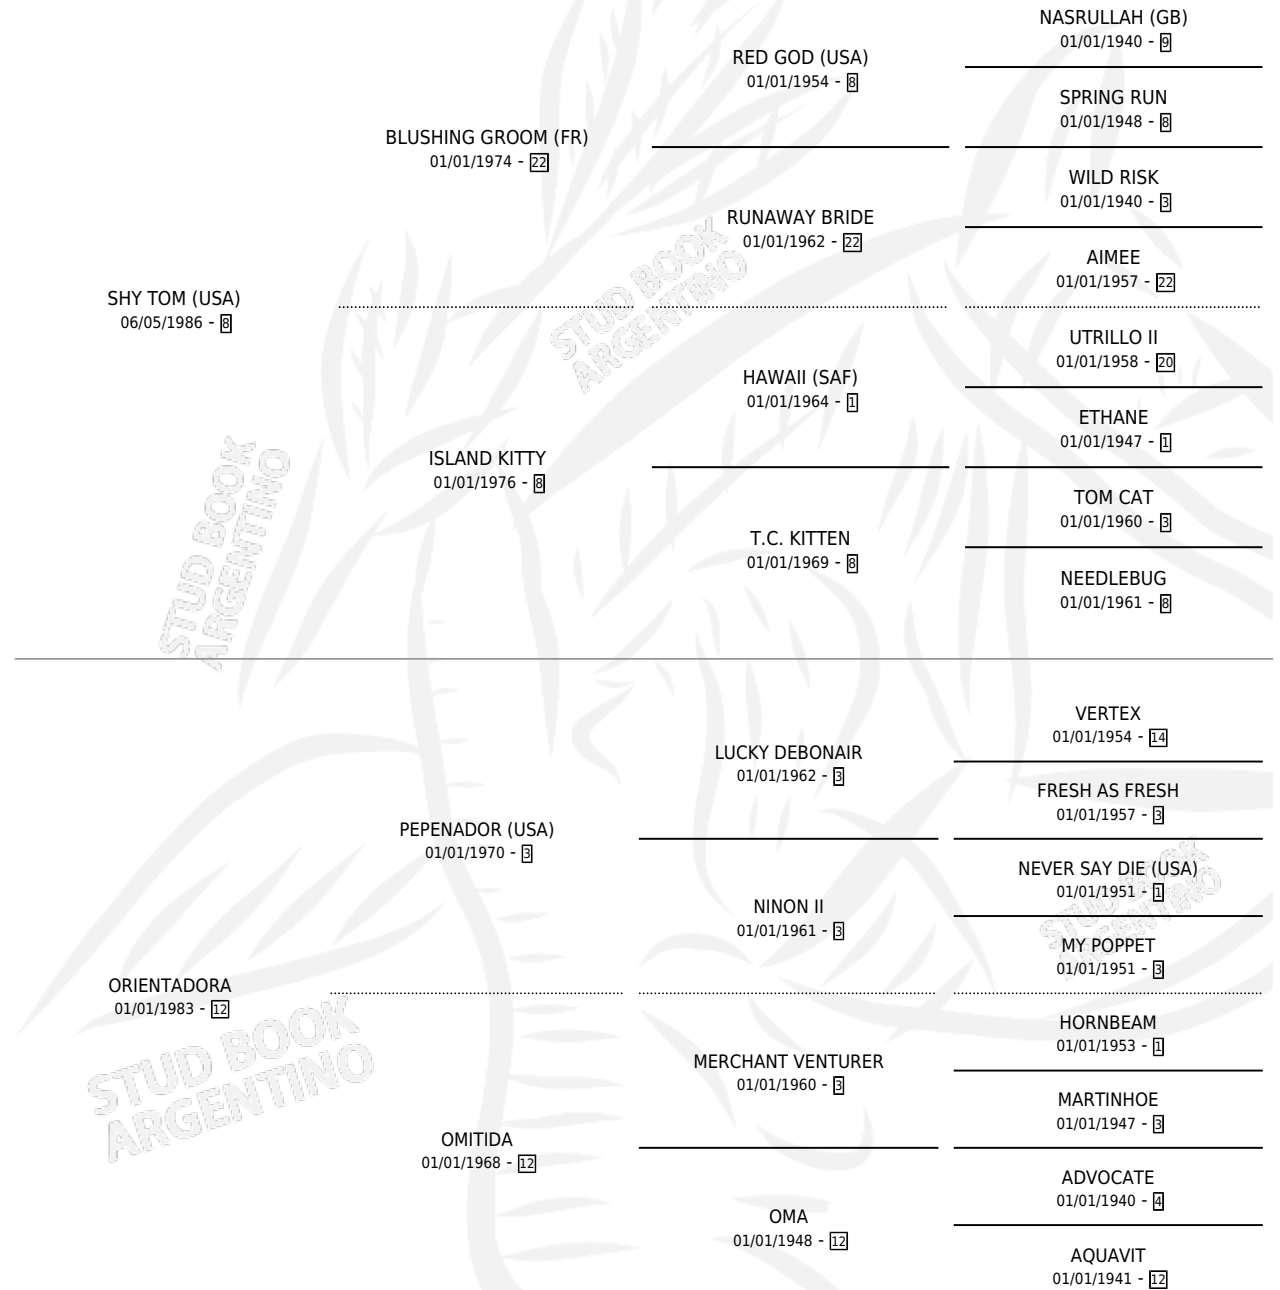 NASRULLAH (GB)
01/01/1940 - 9
RED GOD (USA)
01/01/1954 - 8
SPRING RUN
01/01/1948 - 8
BLUSHING GROOM (FR)
01/01/1974 - 22
WILD RISK
01/01/1940 - 3
RUNAWAY BRIDE
01/01/1962 - 22
AIMEE
01/01/1957 - 22
SHY TOM (USA)
06/05/1986 - 8
UTRILLO II
01/01/1958 - 20
HAWAII (SAF)
01/01/1964 - 1
ETHANE
01/01/1947 - 1
ISLAND KITTY
01/01/1976 - 8
TOM CAT
01/01/1960 - 3
T.C. KITTEN
01/01/1969 - 8
NEEDLEBUG
01/01/1961 - 8
VERTEX
01/01/1954 - 14
LUCKY DEBONAIR
01/01/1962 - 3
FRESH AS FRESH
01/01/1957 - 3
PEPENADOR (USA)
01/01/1970 - 3
NEVER SAY DIE (USA)
01/01/1951 - 1
NINON II
01/01/1961 - 3
MY POPPET
01/01/1951 - 3
ORIENTADORA
01/01/1983 - 12
HORNBEAM
01/01/1953 - 1
MERCHANT VENTURER
01/01/1960 - 3
MARTINHOE
01/01/1947 - 3
OMITIDA
01/01/1968 - 12
ADVOCATE
01/01/1940 - 4
OMA
01/01/1948 - 12
AQUAVIT
01/01/1941 - 12
STUD BOOK
ARGENTINO
STUD BOOK
ARGENTINO
STUD BOOK
ARGENTINO
STUD BOOK
ARGENTINO